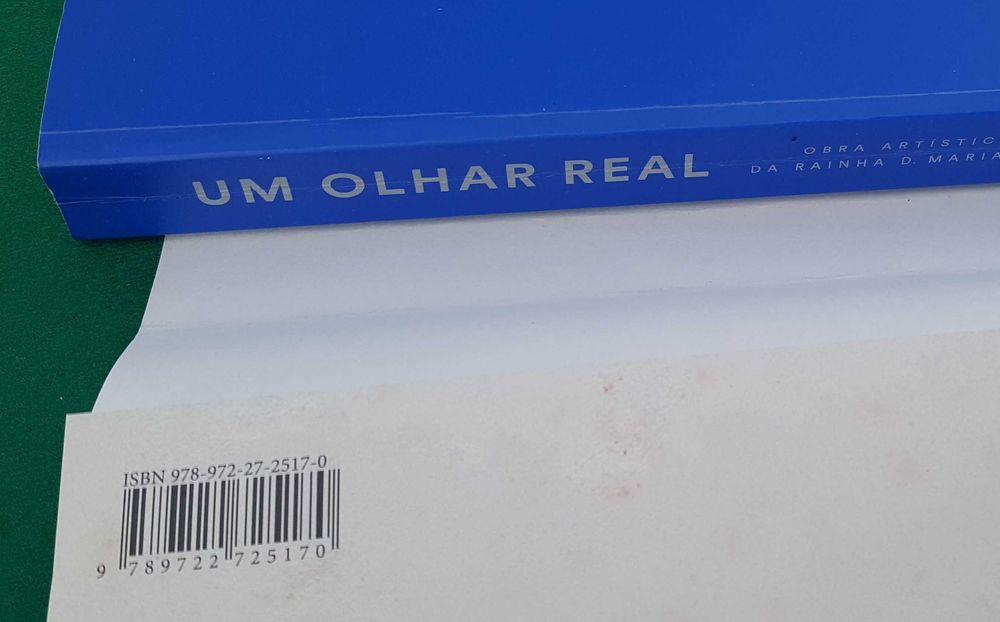 UM OLHAR REAL
OBRA ARTÍSTIC
DA RAINHA D. MARIA
ISBN 978-972-27-2517-0
9 789722 725170